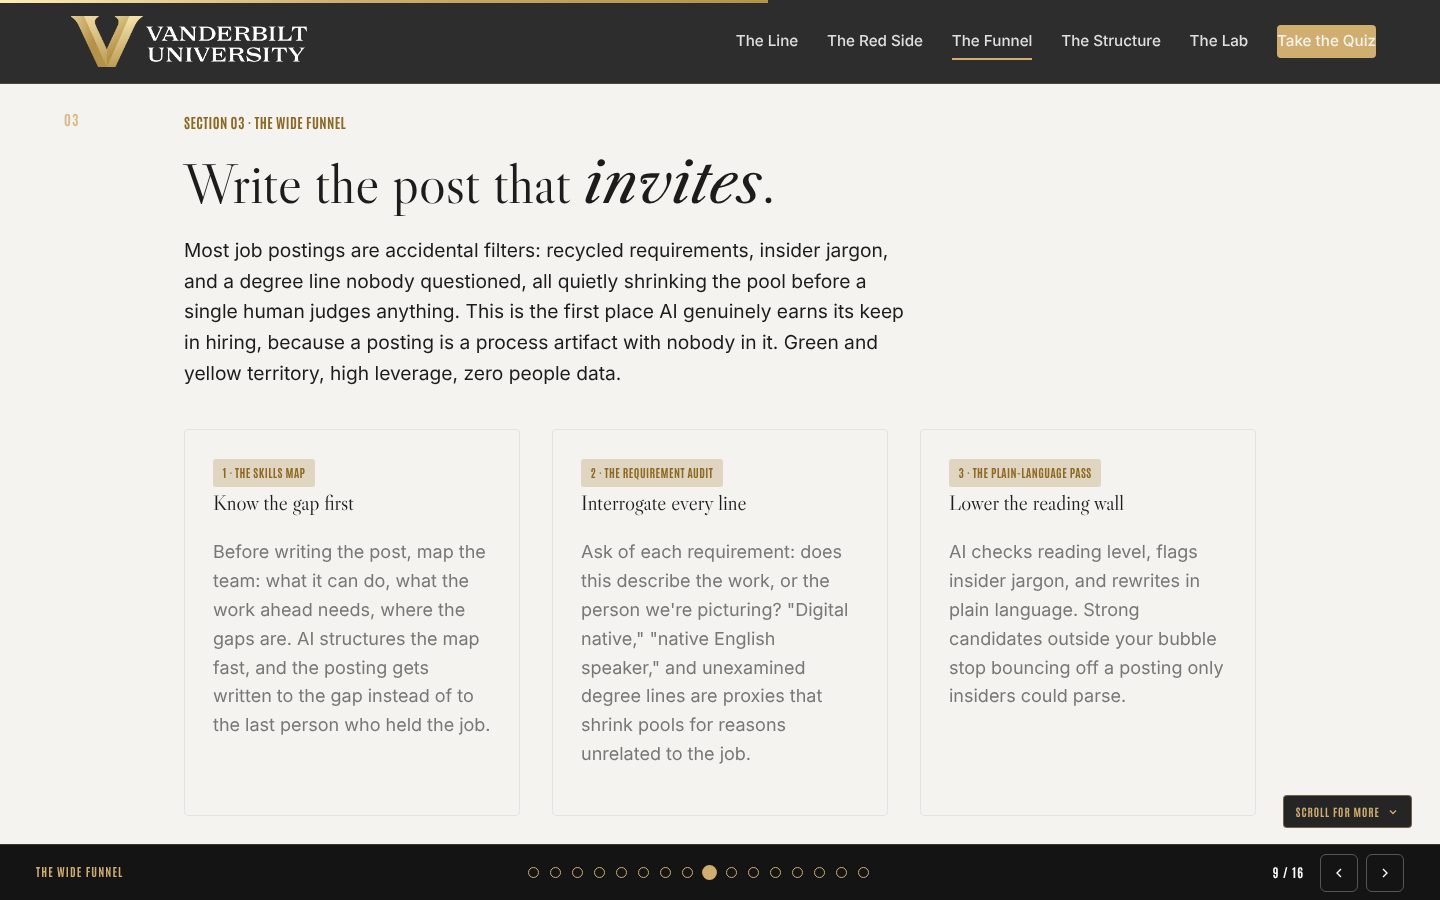 VANDERBILT
UNIVERSITY
The Line
The Red Side
The Funnel
The Structure
The Lab
Take the Quiz
03
SECTION 03 · THE WIDE FUNNEL
Write the post that invites.
Most job postings are accidental filters: recycled requirements, insider jargon,
and a degree line nobody questioned, all quietly shrinking the pool before a
single human judges anything. This is the first place AI genuinely earns its keep
in hiring, because a posting is a process artifact with nobody in it. Green and
yellow territory, high leverage, zero people data.
1 · THE SKILLS MAP
Know the gap first
Before writing the post, map the
team: what it can do, what the
work ahead needs, where the
gaps are. AI structures the map
fast, and the posting gets
written to the gap instead of to
the last person who held the job.
2 · THE REQUIREMENT AUDIT
Interrogate every line
Ask of each requirement: does
this describe the work, or the
person we're picturing? "Digital
native," "native English
speaker," and unexamined
degree lines are proxies that
shrink pools for reasons
unrelated to the job.
3 · THE PLAIN-LANGUAGE PASS
Lower the reading wall
AI checks reading level, flags
insider jargon, and rewrites in
plain language. Strong
candidates outside your bubble
stop bouncing off a posting only
insiders could parse.
SCROLL FOR MORE
THE WIDE FUNNEL
9 / 16